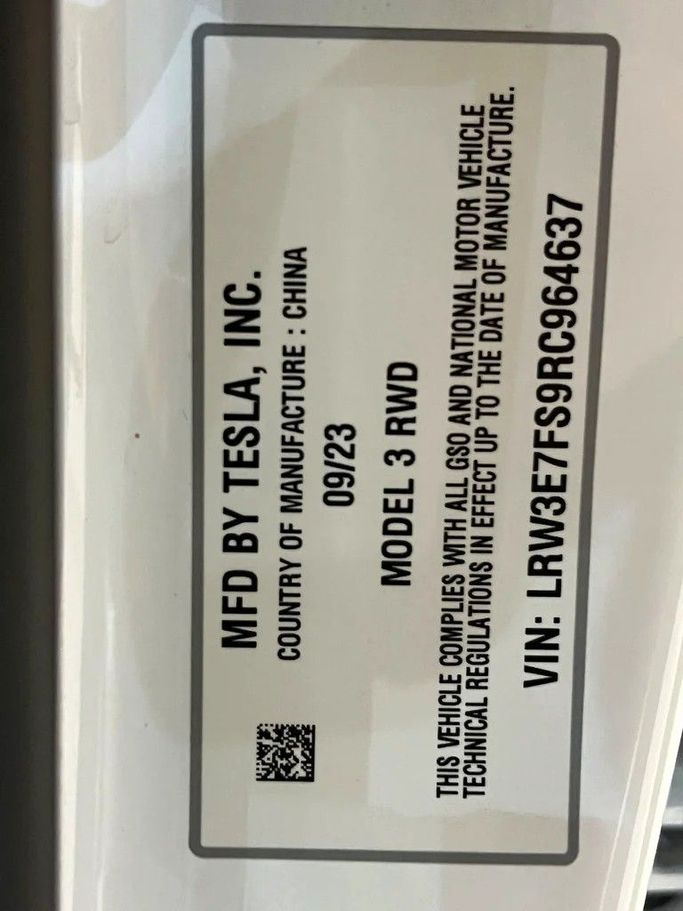 MFD BY TESLA, INC.
COUNTRY OF MANUFACTURE : CHINA
09/23
MODEL 3 RWD
THIS VEHICLE COMPLIES WITH ALL GSO AND NATIONAL MOTOR VEHICLE
TECHNICAL REGULATIONS IN EFFECT UP TO THE DATE OF MANUFACTURE.
VIN: LRW3E7FS9RC964637